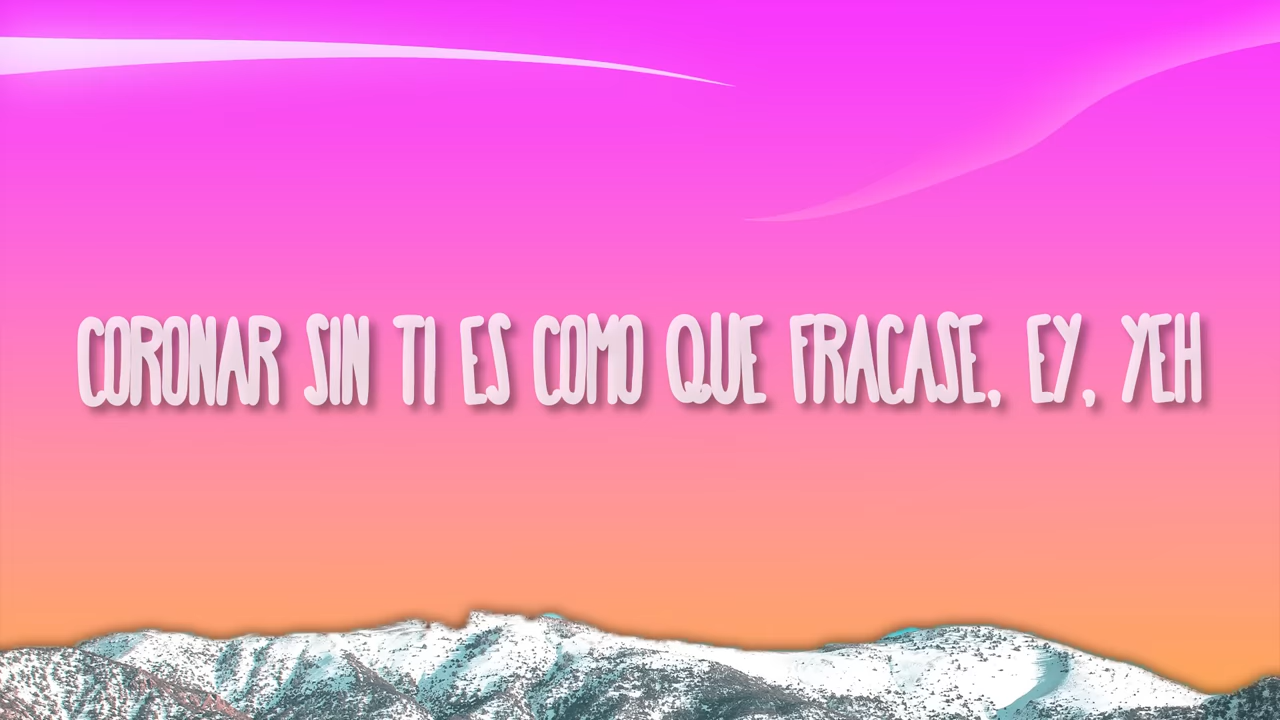 CORONAR SIN TI ES COMO QUE FRACASE, EY, YEH